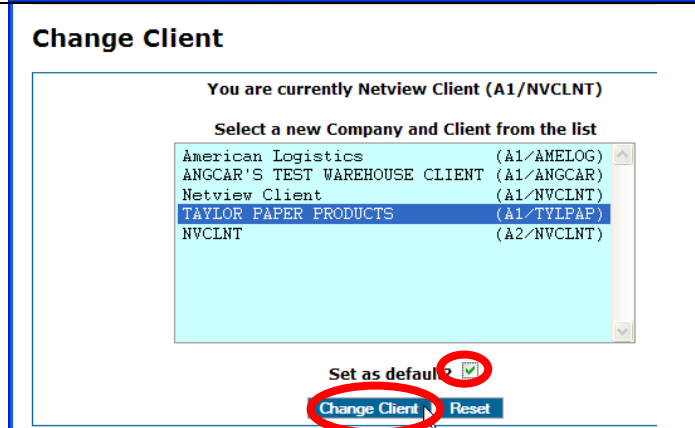 Change Client
You are currently Netview Client (A1/NVCLNT)
Select a new Company and Client from the list
American Logistics (A1/AMELOG)
ANGCAR'S TEST WAREHOUSE CLIENT (A1/ANGCAR)
Netview Client (A1/NVCLNT)
TAYLOR PAPER PRODUCTS (A1/TYLPAP)
NVCLNT (A2/NVCLNT)
Set as default?
Change Client Reset